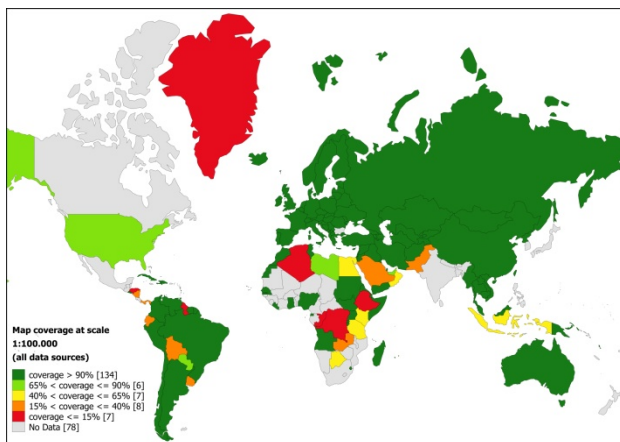 Map coverage at scale
1:100.000
(all data sources)
coverage > 90% [134]
65% < coverage <= 90% [6]
40% < coverage <= 65% [7]
15% < coverage <= 40% [8]
coverage <= 15% [7]
No Data [78]